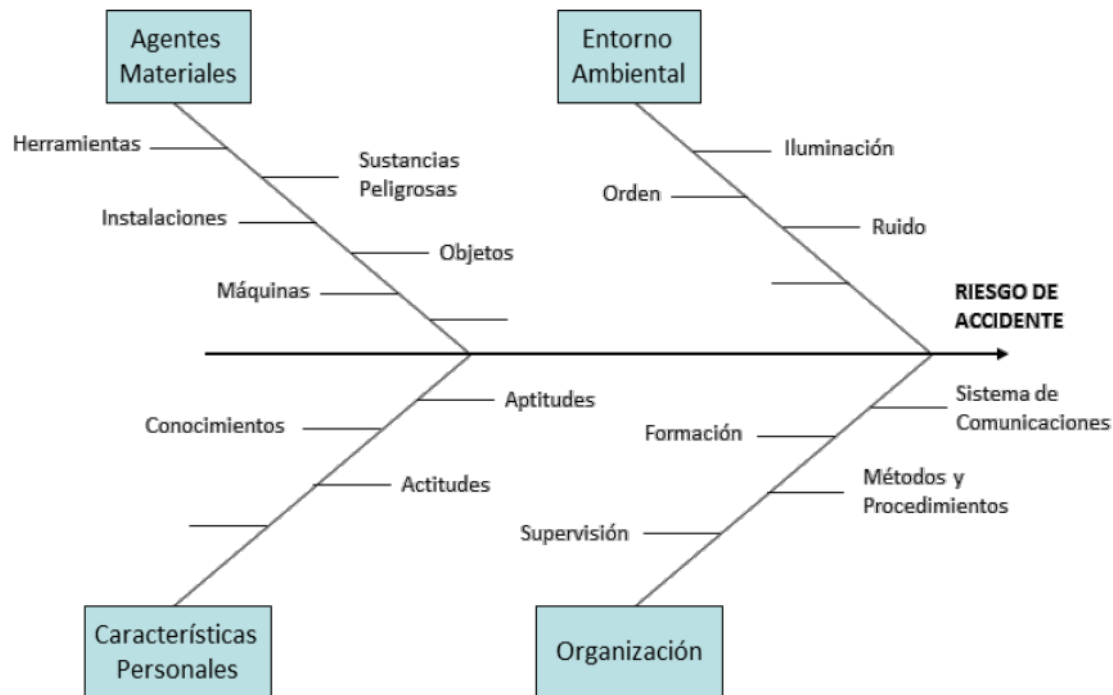 Agentes
Materiales
Entorno
Ambiental
Herramientas
Sustancias
Peligrosas
Instalaciones
Objetos
Máquinas
Iluminación
Orden
Ruido
RIESGO DE
ACCIDENTE
Aptitudes
Conocimientos
Actitudes
Sistema de
Comunicaciones
Formación
Métodos y
Procedimientos
Supervisión
Características
Personales
Organización